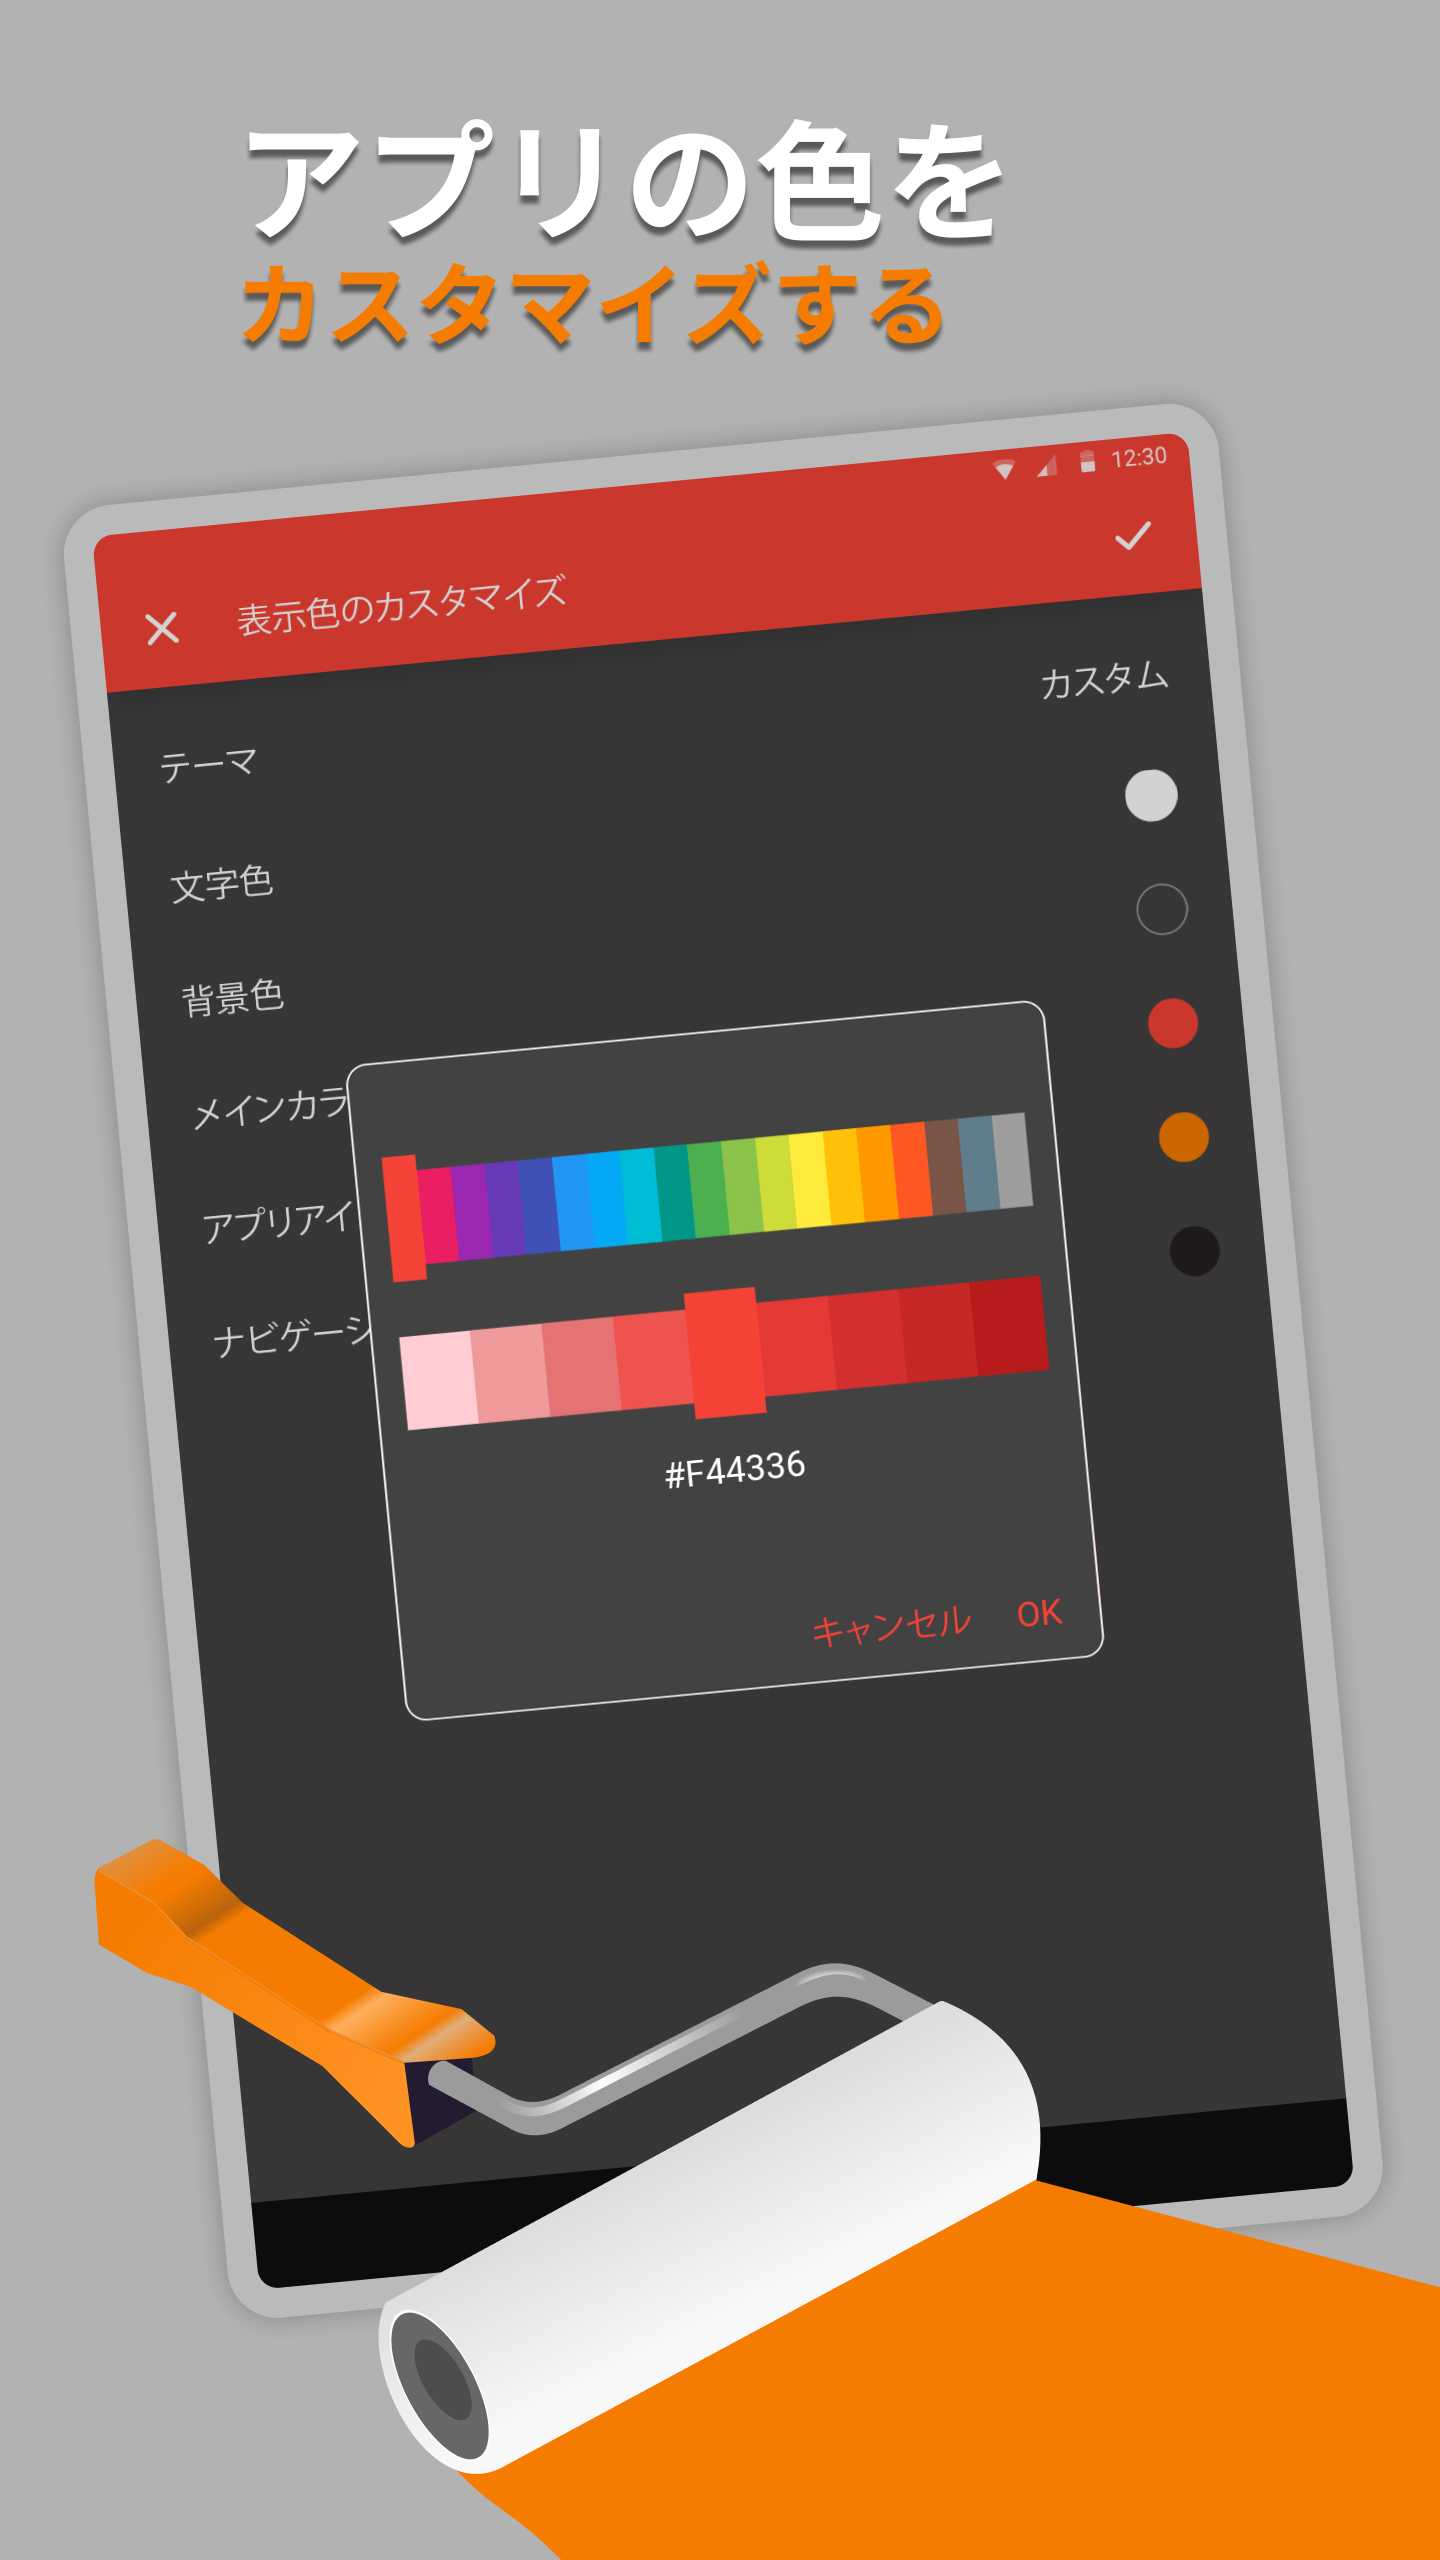 アプリの色を
カスタマイズする
12:30
表示色のカスタマイズ
テーマ
カスタム
文字色
背景色
メインカラ
アプリアイ
ナビゲーシ
#F44336
キャンセル OK